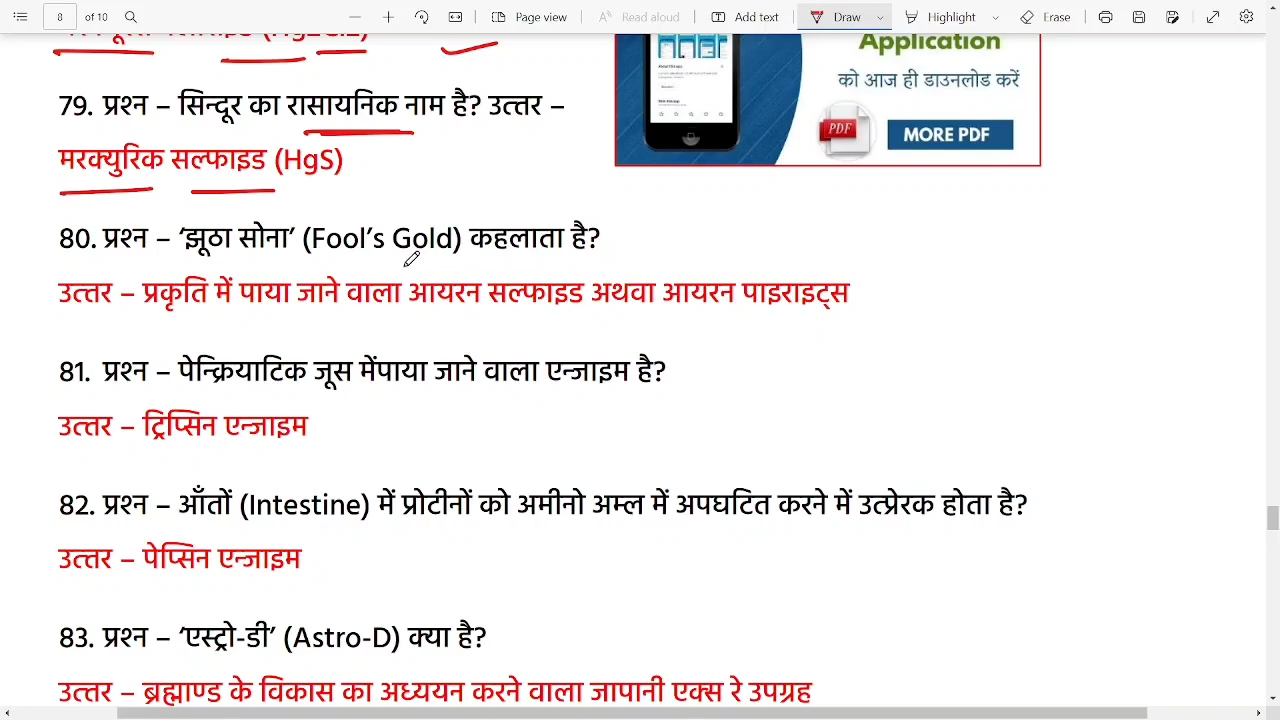 8 of 10 Page view Read aloud Add text Draw Highlight Erase
Application
को आज ही डाउनलोड करें
PDF MORE PDF
79. प्रश्न – सिन्दूर का रासायनिक नाम है? उत्तर –
मरक्युरिक सल्फाइड (HgS)
80. प्रश्न – ‘झूठा सोना’ (Fool’s Gold) कहलाता है?
उत्तर – प्रकृति में पाया जाने वाला आयरन सल्फाइड अथवा आयरन पाइराइट्स
81. प्रश्न – पेन्क्रियाटिक जूस मेंपाया जाने वाला एन्जाइम है?
उत्तर – ट्रिप्सिन एन्जाइम
82. प्रश्न – आँतों (Intestine) में प्रोटीनों को अमीनो अम्ल में अपघटित करने में उत्प्रेरक होता है?
उत्तर – पेप्सिन एन्जाइम
83. प्रश्न – ‘एस्ट्रो-डी’ (Astro-D) क्या है?
उत्तर – ब्रह्माण्ड के विकास का अध्ययन करने वाला जापानी एक्स रे उपग्रह